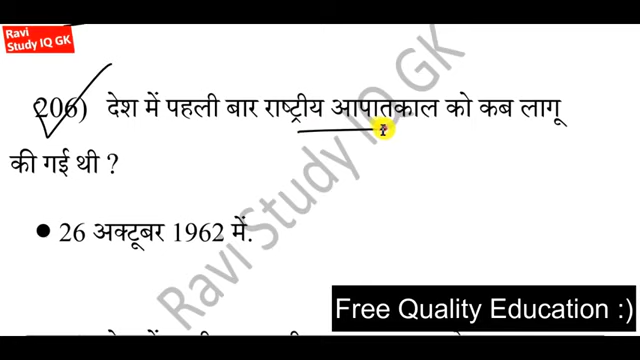 Ravi
Study IQ GK
206) देश में पहली बार राष्ट्रीय आपातकाल को कब लागू
की गई थी ?
● 26 अक्टूबर 1962 में.
Ravi Study IQ GK
Free Quality Education :)